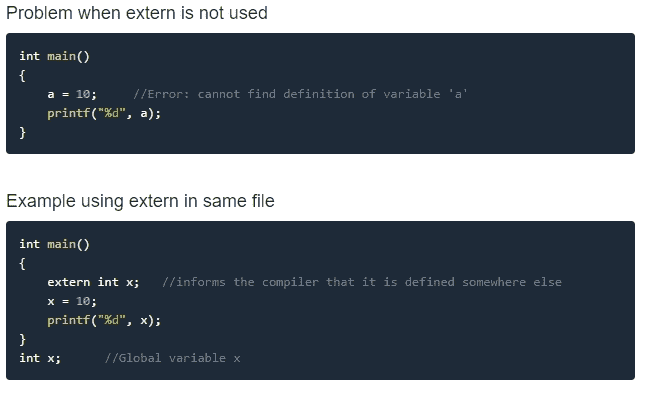 Problem when extern is not used
int main()
{
    a = 10;     //Error: cannot find definition of variable 'a'
    printf("%d", a);
}
Example using extern in same file
int main()
{
    extern int x;   //informs the compiler that it is defined somewhere else
    x = 10;
    printf("%d", x);
}
int x;      //Global variable x